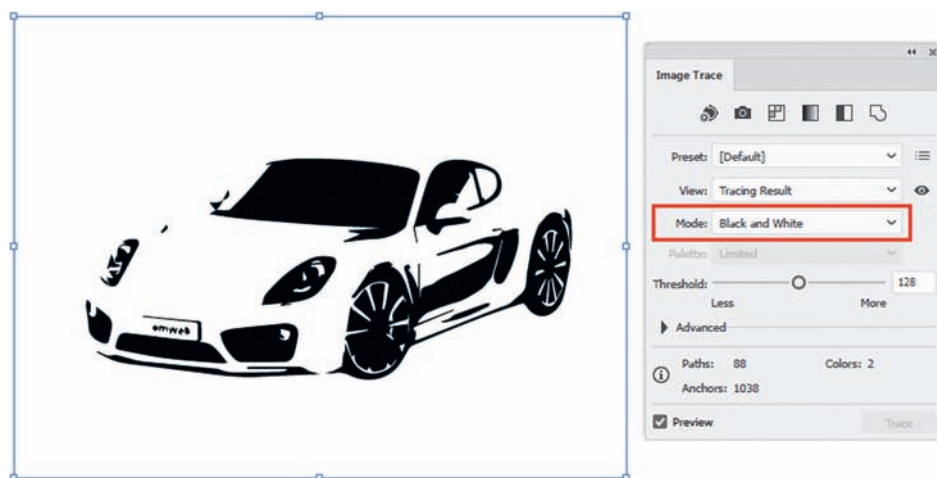 emweb
Image Trace
Preset: [Default]
View: Tracing Result
Mode: Black and White
Palette: Limited
Threshold: 128
Less More
Advanced
Paths: 88 Colors: 2
Anchors: 1038
Preview Trace